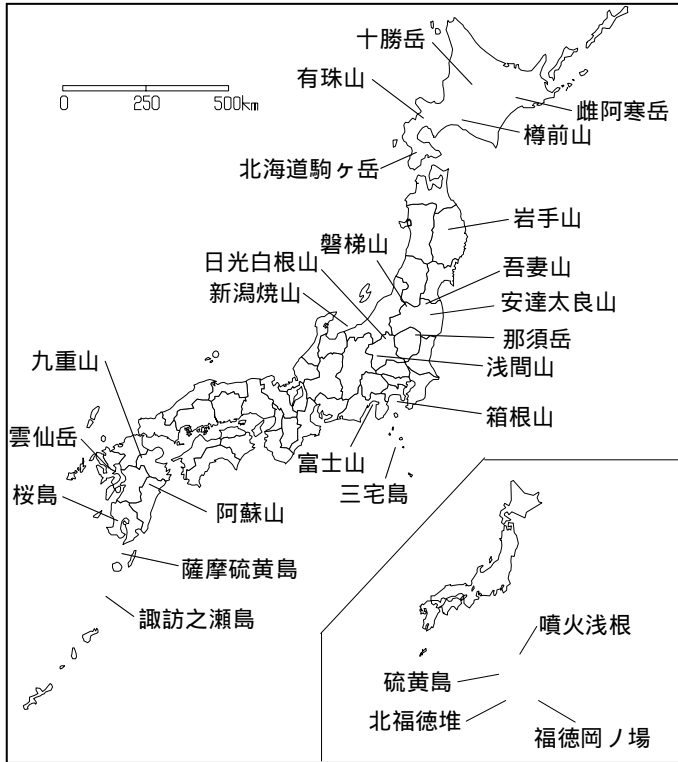 十勝岳
有珠山
0 250 500km
雌阿寒岳
樽前山
北海道駒ヶ岳
岩手山
磐梯山
日光白根山
吾妻山
新潟焼山
安達太良山
那須岳
九重山
浅間山
箱根山
雲仙岳
富士山
三宅島
桜島
阿蘇山
薩摩硫黄島
諏訪之瀬島
噴火浅根
硫黄島
北福徳堆
福徳岡ノ場